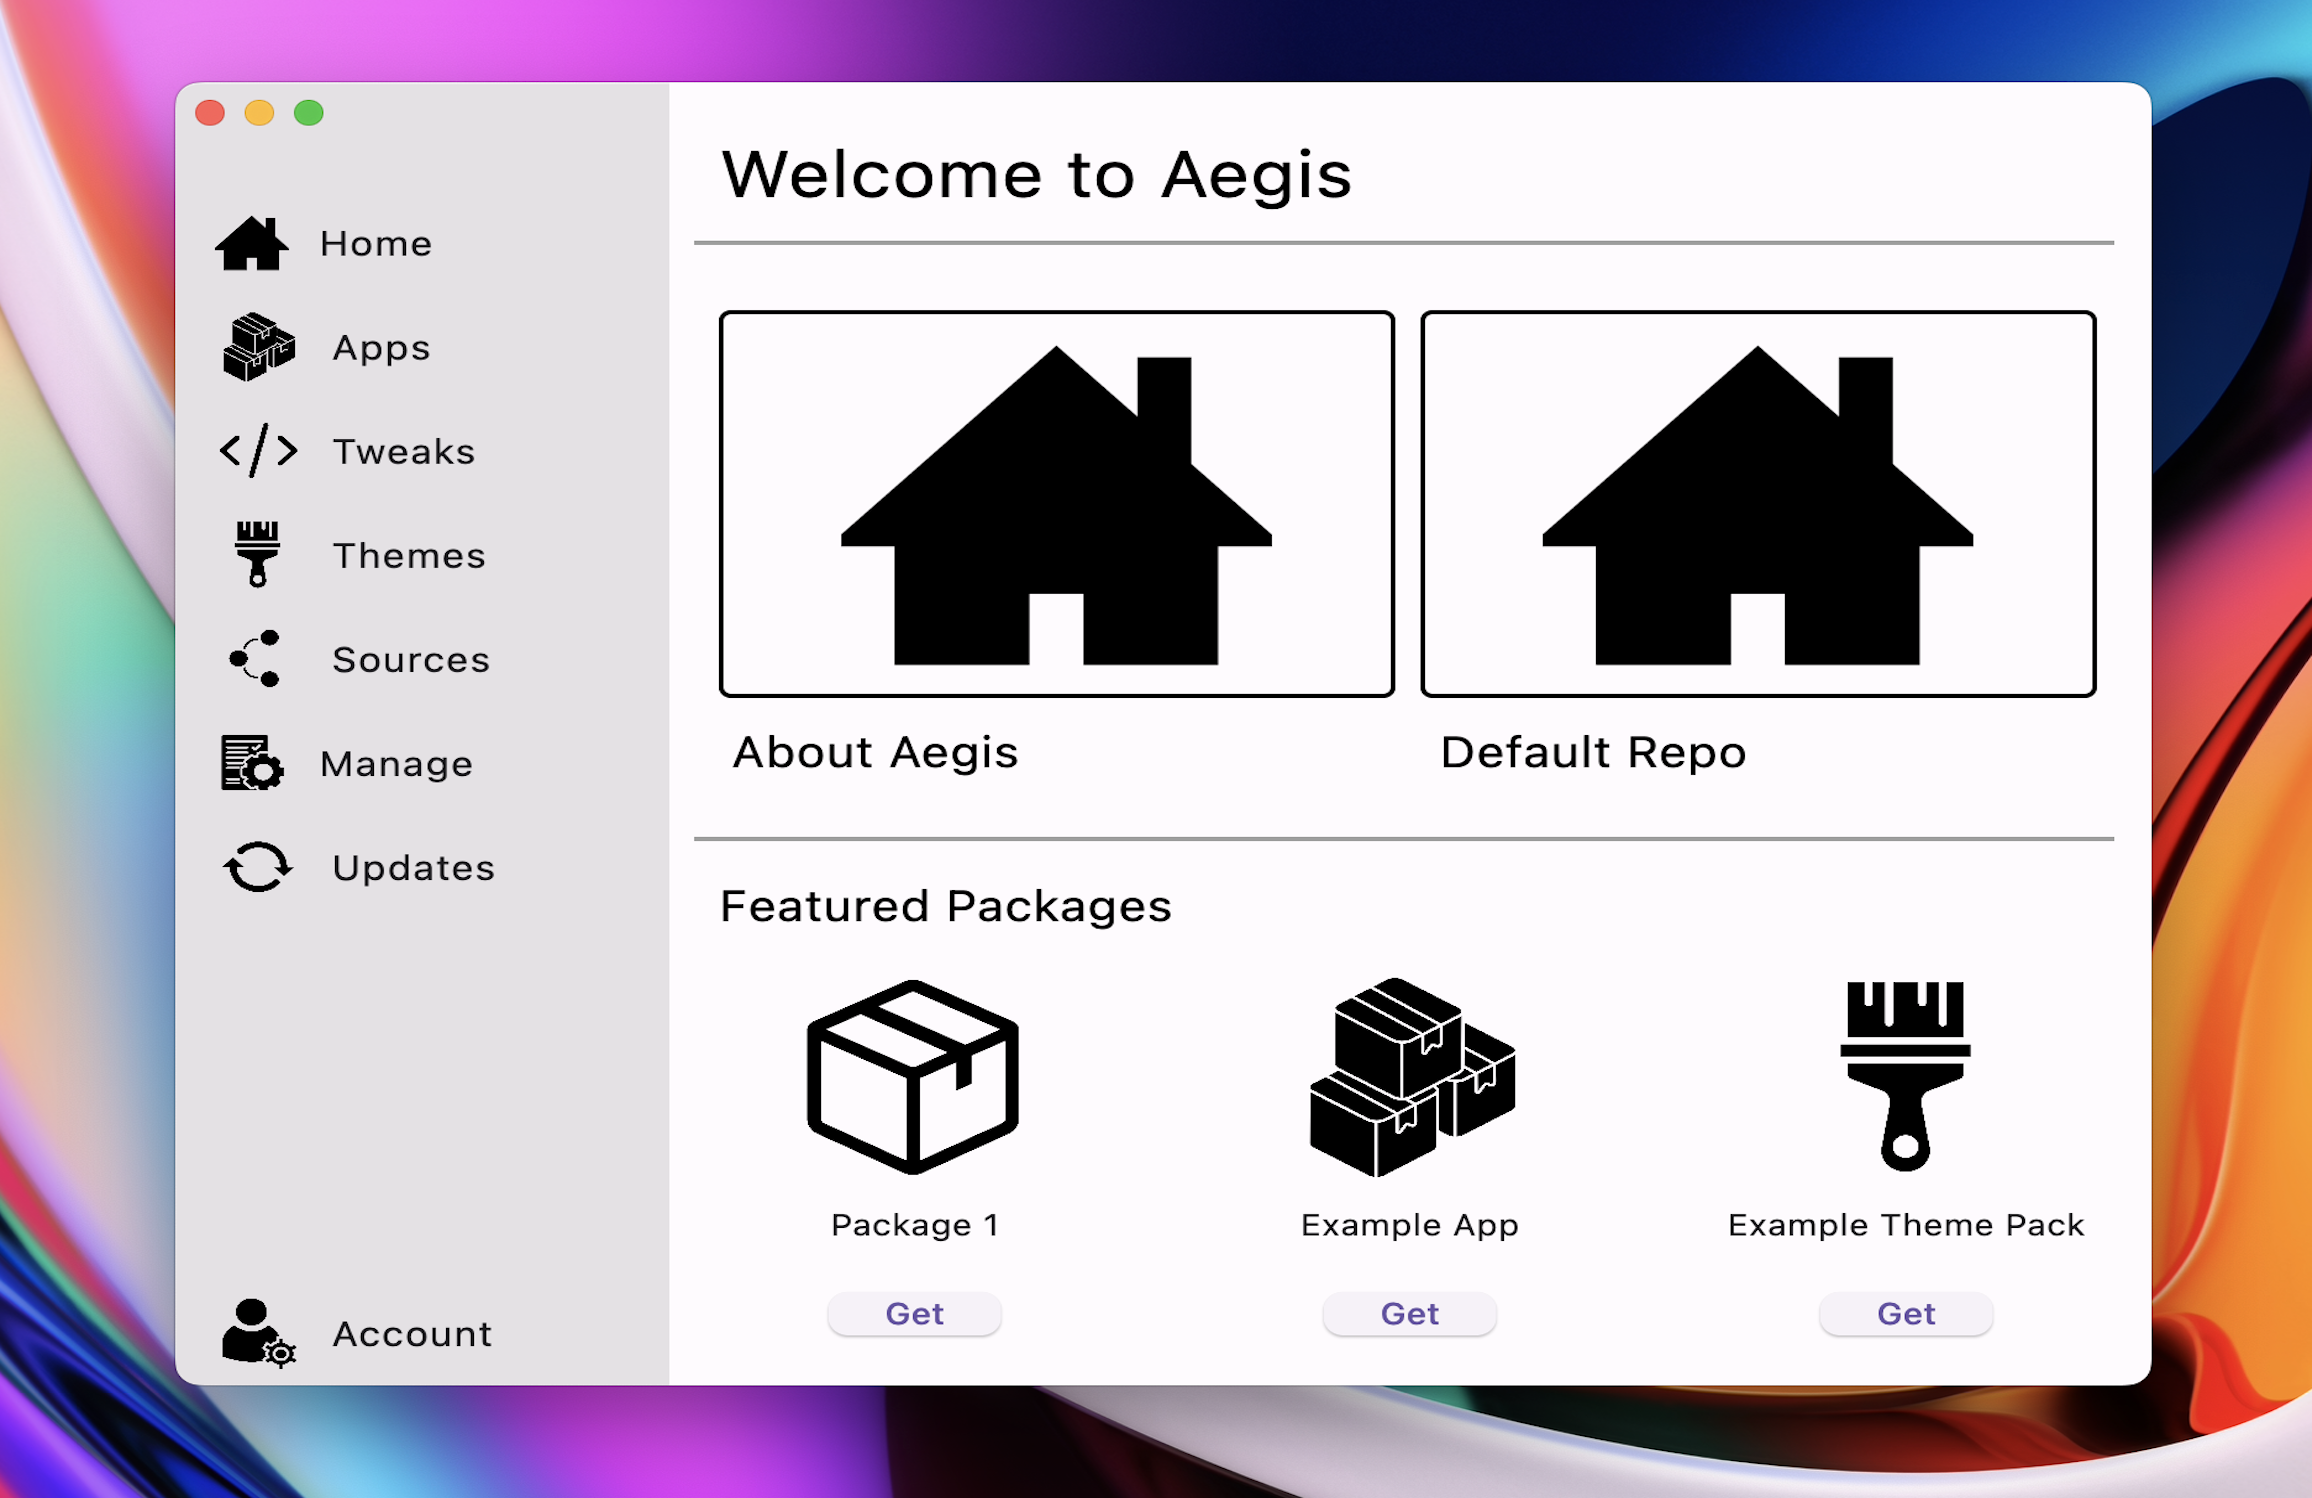 Home
Apps
Tweaks
Themes
Sources
Manage
Updates
Account
Welcome to Aegis
About Aegis
Default Repo
Featured Packages
Package 1
Example App
Example Theme Pack
Get
Get
Get